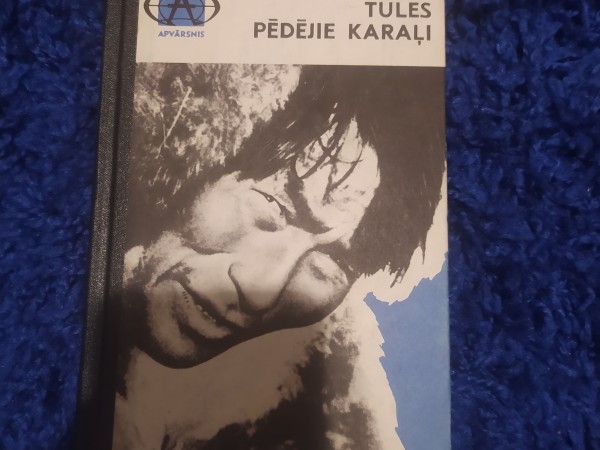 A
APVĀRSNIS
TULES
PĒDĒJIE KARAĻI